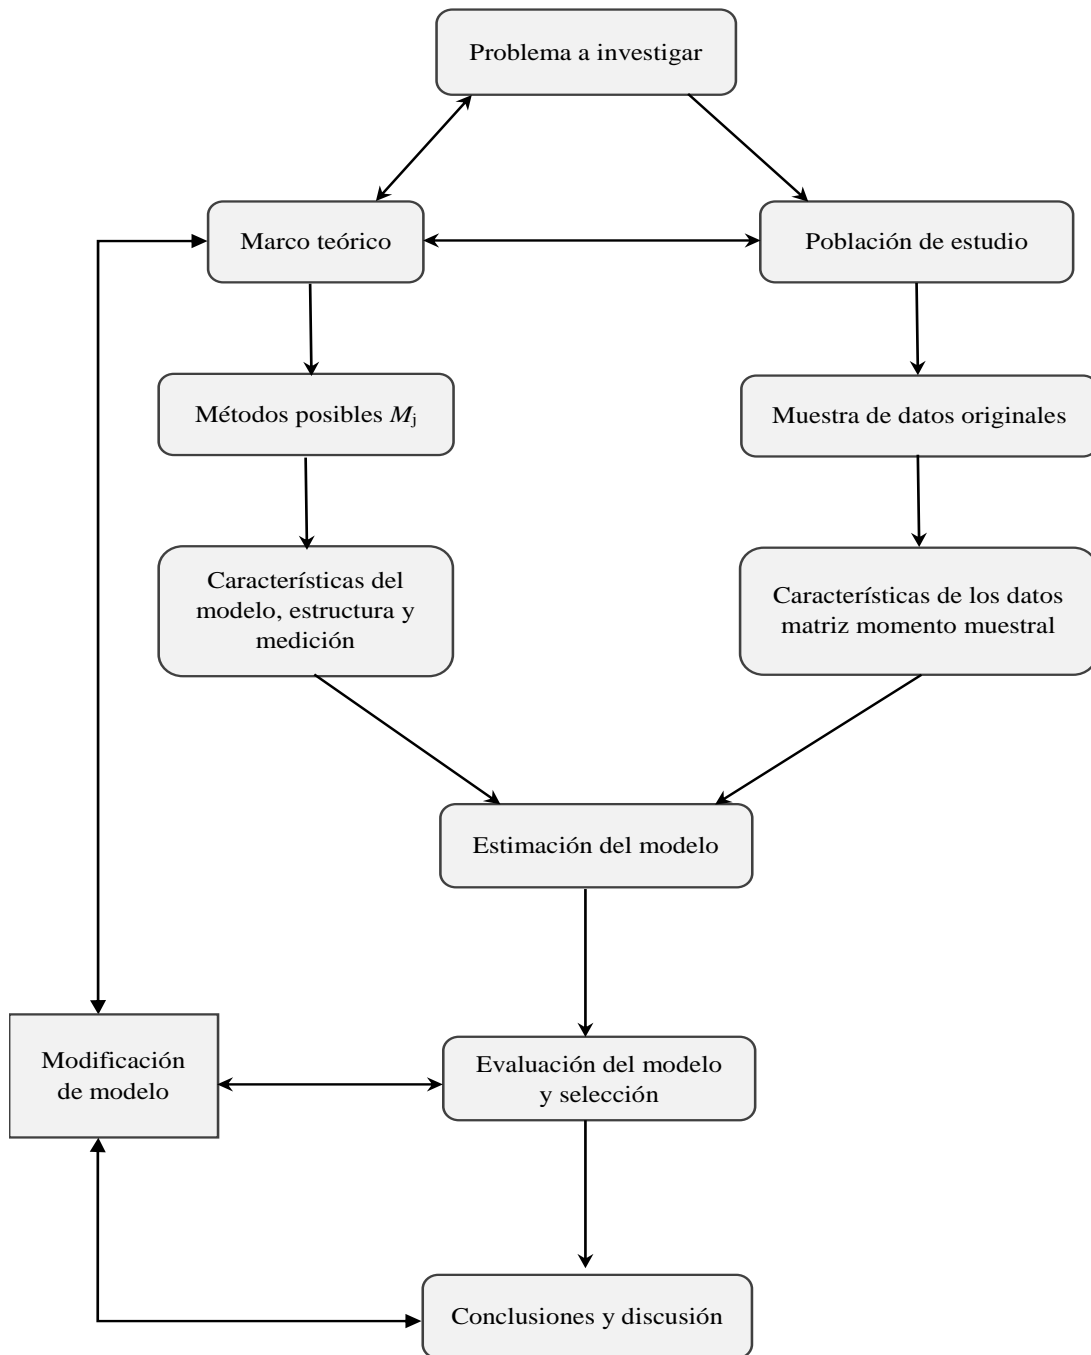 Problema a investigar
Marco teórico
Población de estudio
Métodos posibles Mj
Muestra de datos originales
Características del
modelo, estructura y
medición
Características de los datos
matriz momento muestral
Estimación del modelo
Modificación
de modelo
Evaluación del modelo
y selección
Conclusiones y discusión